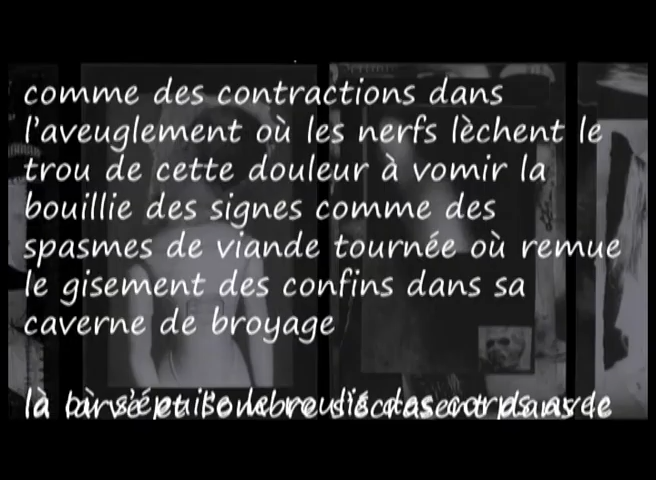 comme des contractions dans
l'aveuglement où les nerfs lèchent le
trou de cette douleur à vomir la
bouillie des signes comme des
spasmes de viande tournée où remue
le gisement des confins dans sa
caverne de broyage
là